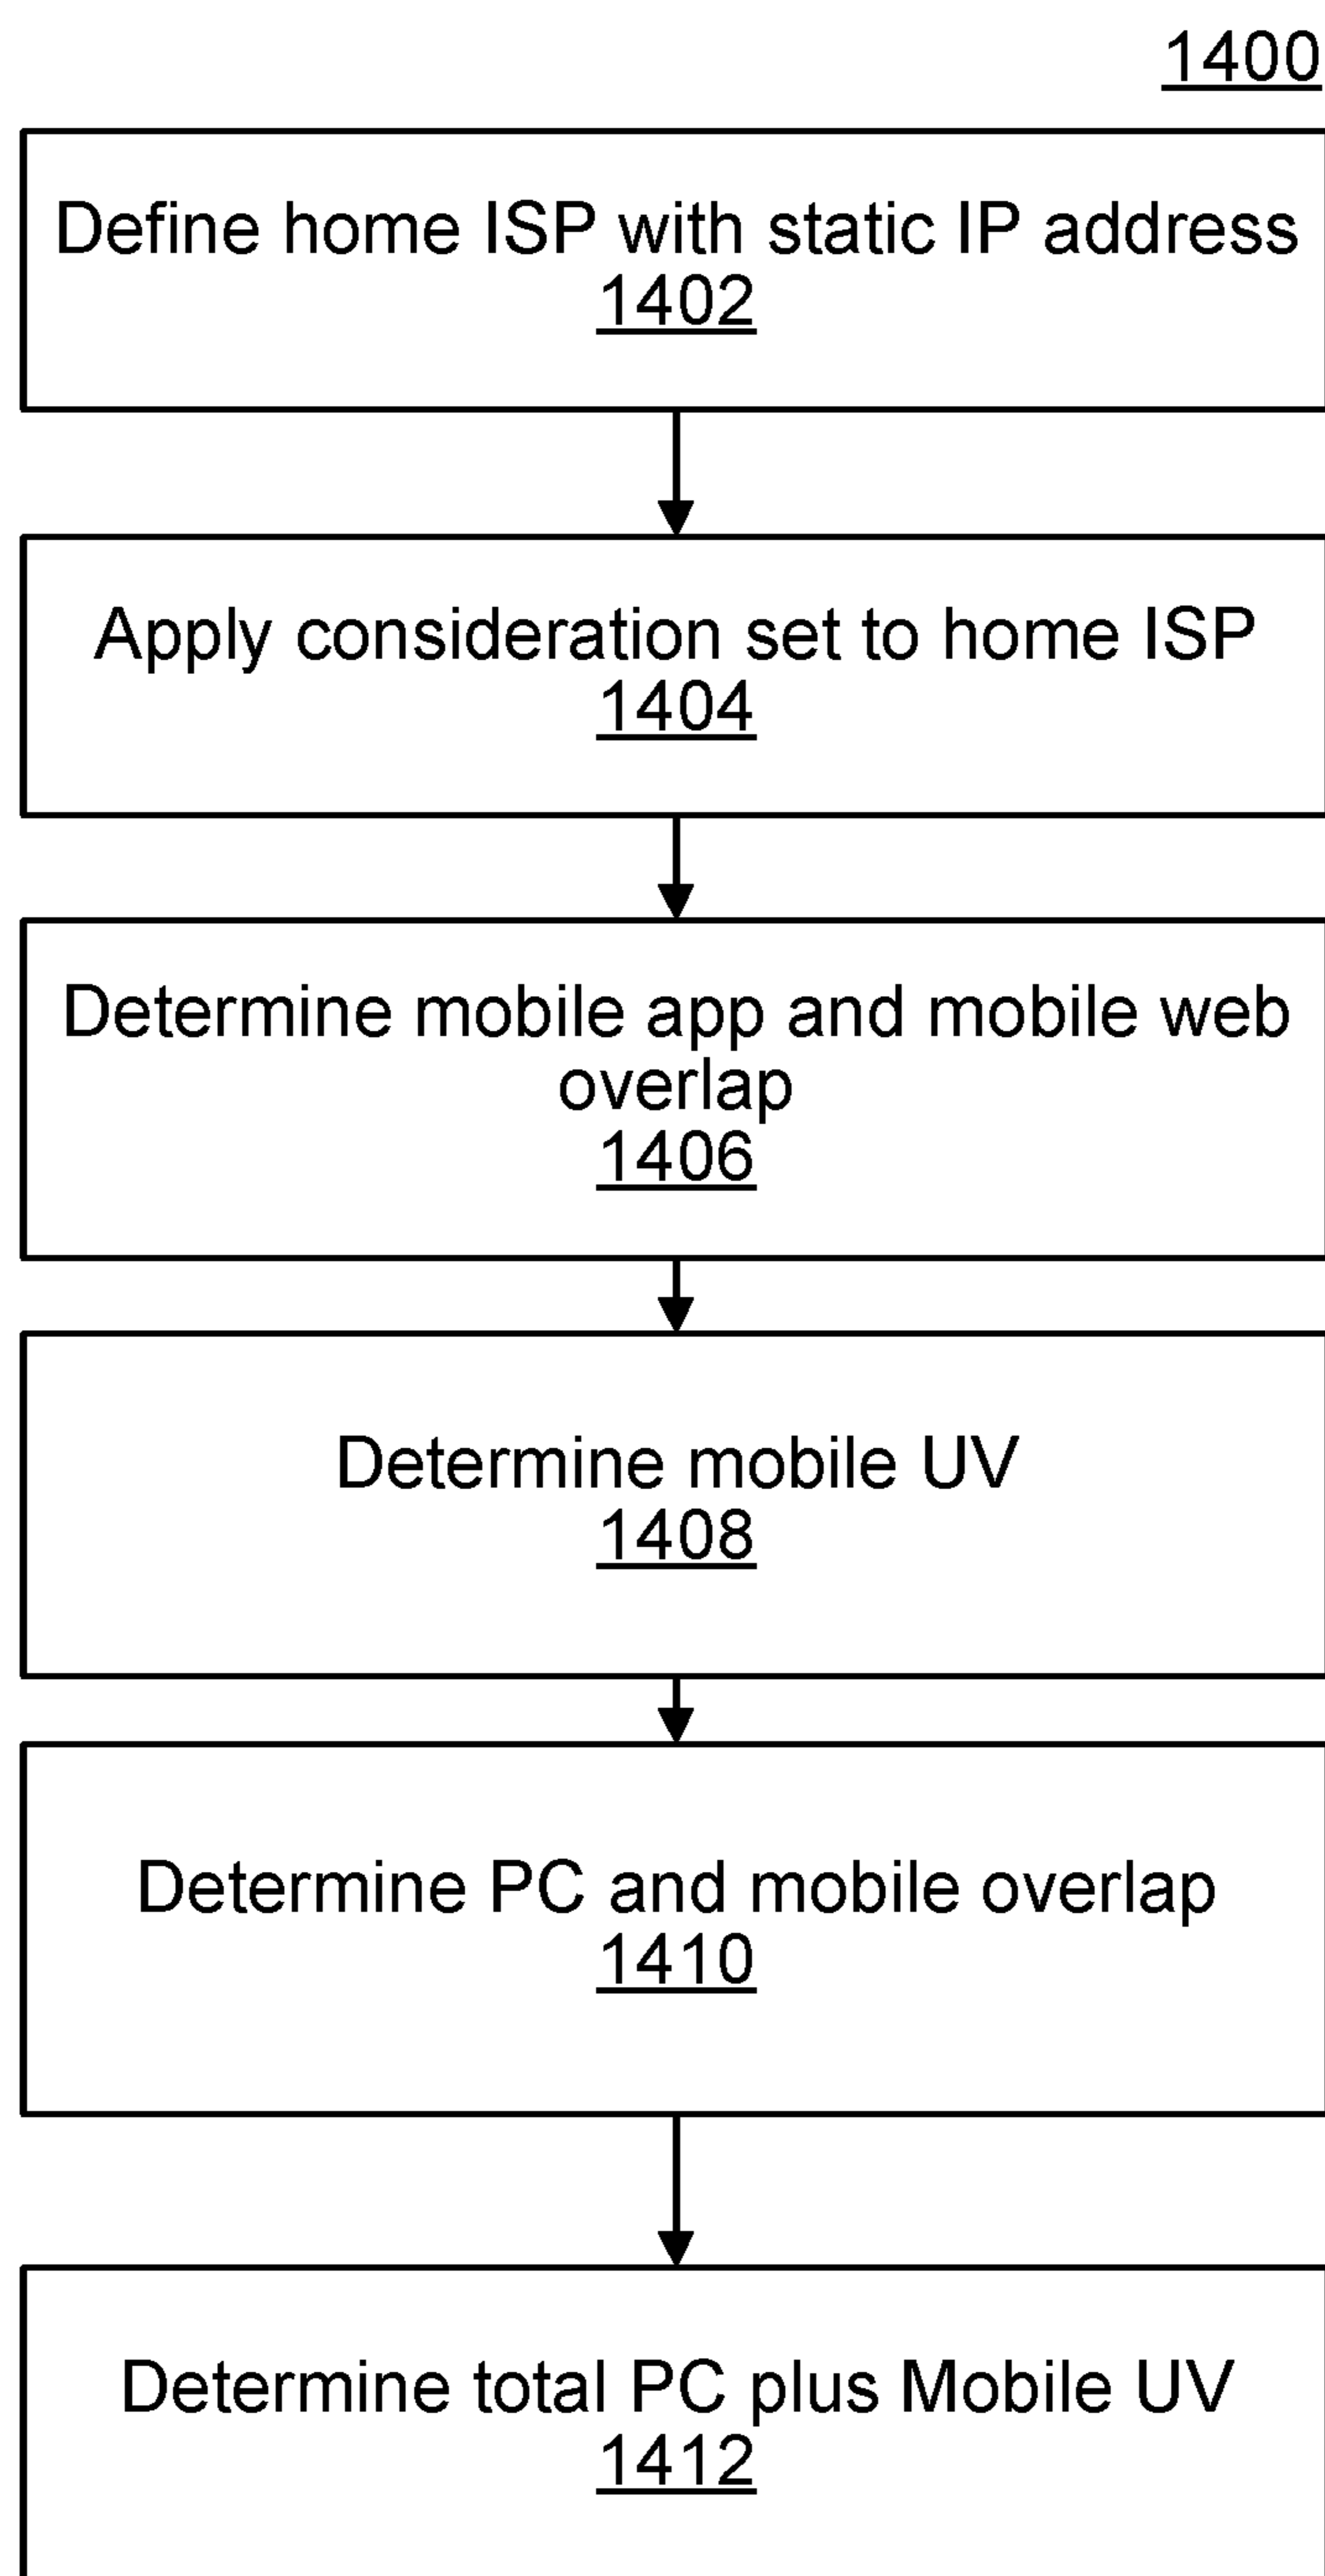 1400
Define home ISP with static IP address
1402
Apply consideration set to home ISP
1404
Determine mobile app and mobile web
overlap
1406
Determine mobile UV
1408
Determine PC and mobile overlap
1410
Determine total PC plus Mobile UV
1412